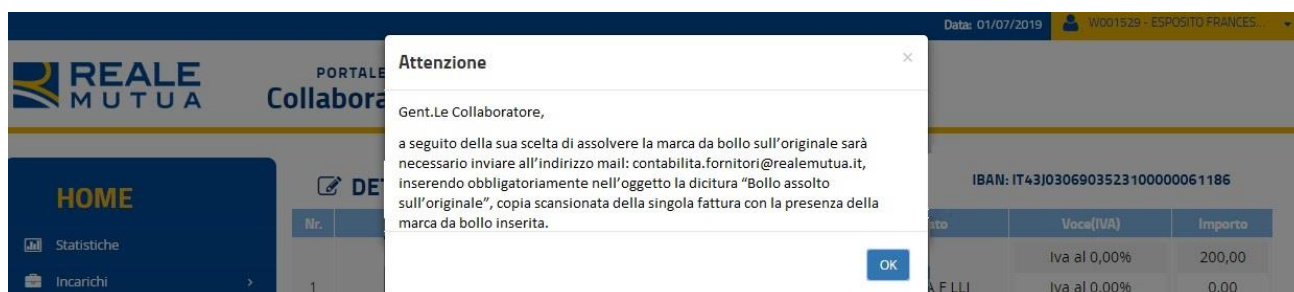 Data: 01/07/2019 W001529 - ESPOSITO FRANCES...
REALE
MUTUA
PORTALE
Collabora
Attenzione
×
Gent.Le Collaboratore,
a seguito della sua scelta di assolvere la marca da bollo sull'originale sarà
necessario inviare all'indirizzo mail: contabilita.fornitori@realemutua.it,
inserendo obbligatoriamente nell'oggetto la dicitura “Bollo assolto
sull'originale”, copia scansionata della singola fattura con la presenza della
marca da bollo inserita.
OK
HOME
Statistiche
Incarichi
DE
IBAN: IT43J0306903523100000061186
Nr. ato Voce(IVA) Importo
Iva al 0,00% 200,00
1 A F LLI Iva al 0,00% 0,00